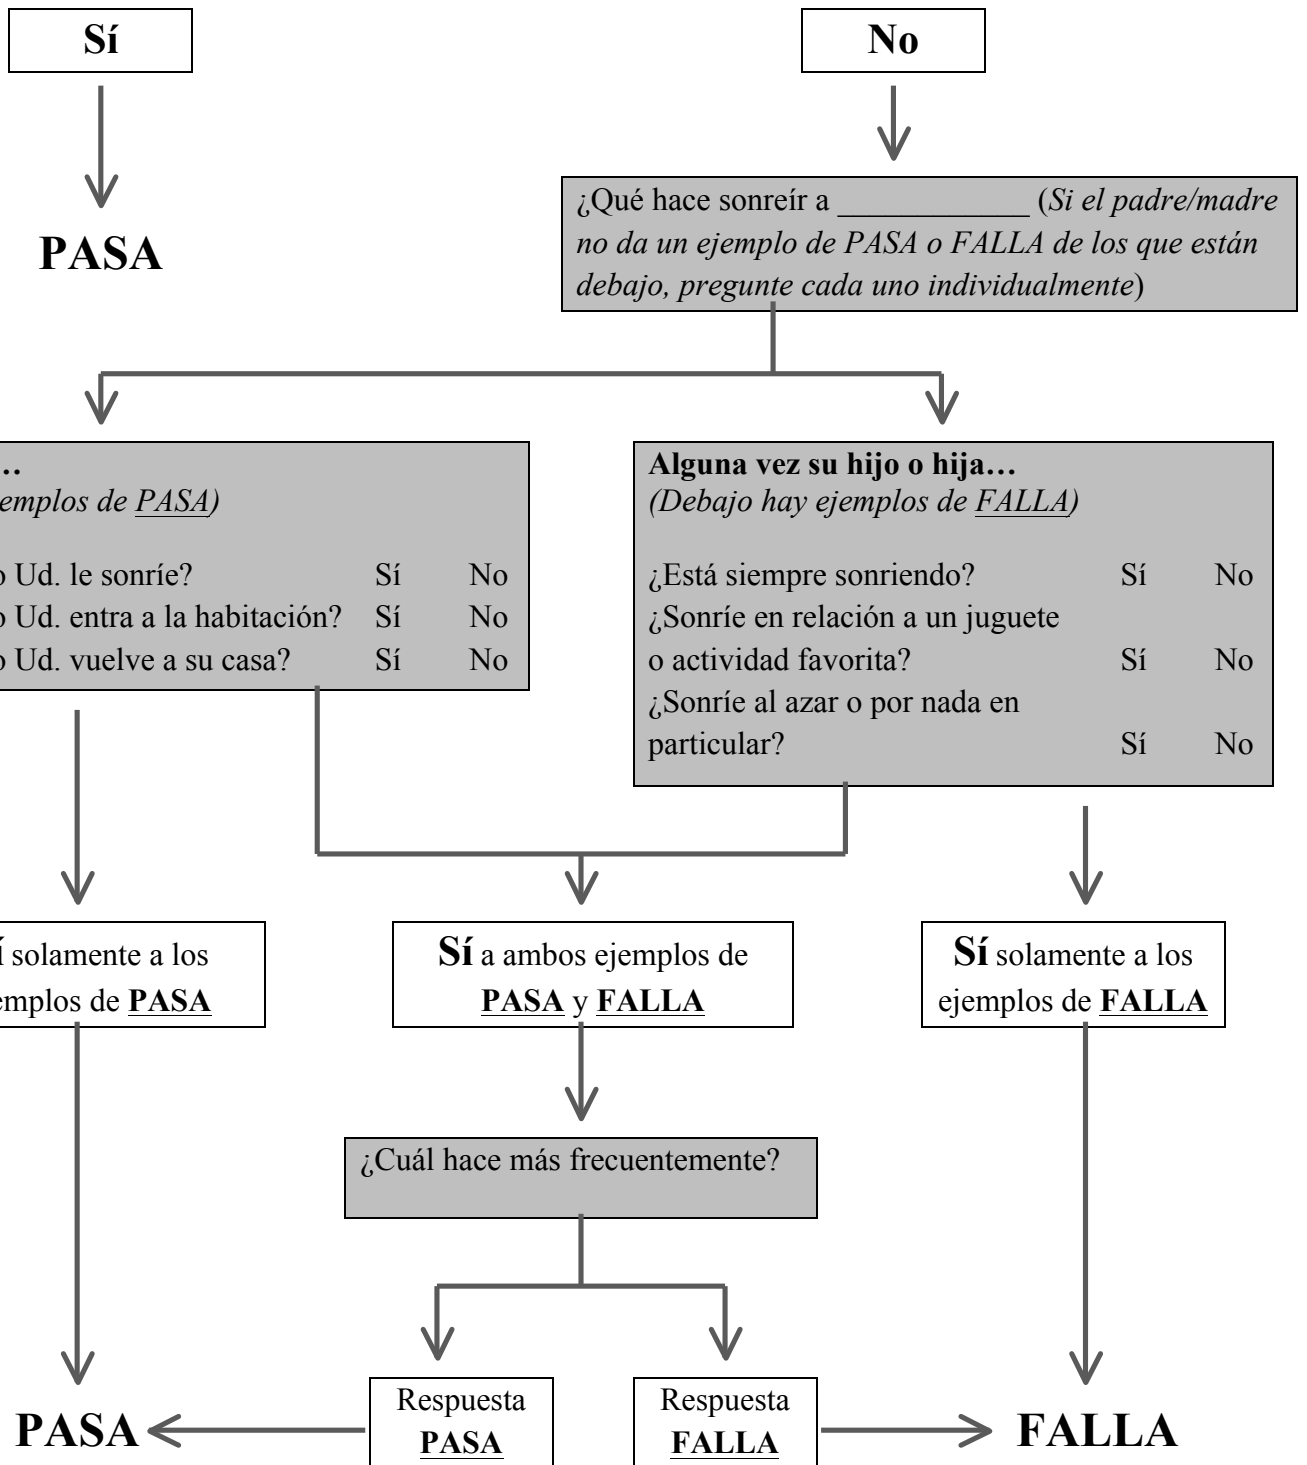 Sí
No
PASA
¿Qué hace sonreír a ____________ (Si el padre/madre
no da un ejemplo de PASA o FALLA de los que están
debajo, pregunte cada uno individualmente)
…
emplos de PASA)
o Ud. le sonríe? Sí No
o Ud. entra a la habitación? Sí No
o Ud. vuelve a su casa? Sí No
Alguna vez su hijo o hija…
(Debajo hay ejemplos de FALLA)
¿Está siempre sonriendo? Sí No
¿Sonríe en relación a un juguete
o actividad favorita? Sí No
¿Sonríe al azar o por nada en
particular? Sí No
í solamente a los
emplos de PASA
Sí a ambos ejemplos de
PASA y FALLA
Sí solamente a los
ejemplos de FALLA
¿Cuál hace más frecuentemente?
PASA
Respuesta
PASA
Respuesta
FALLA
FALLA